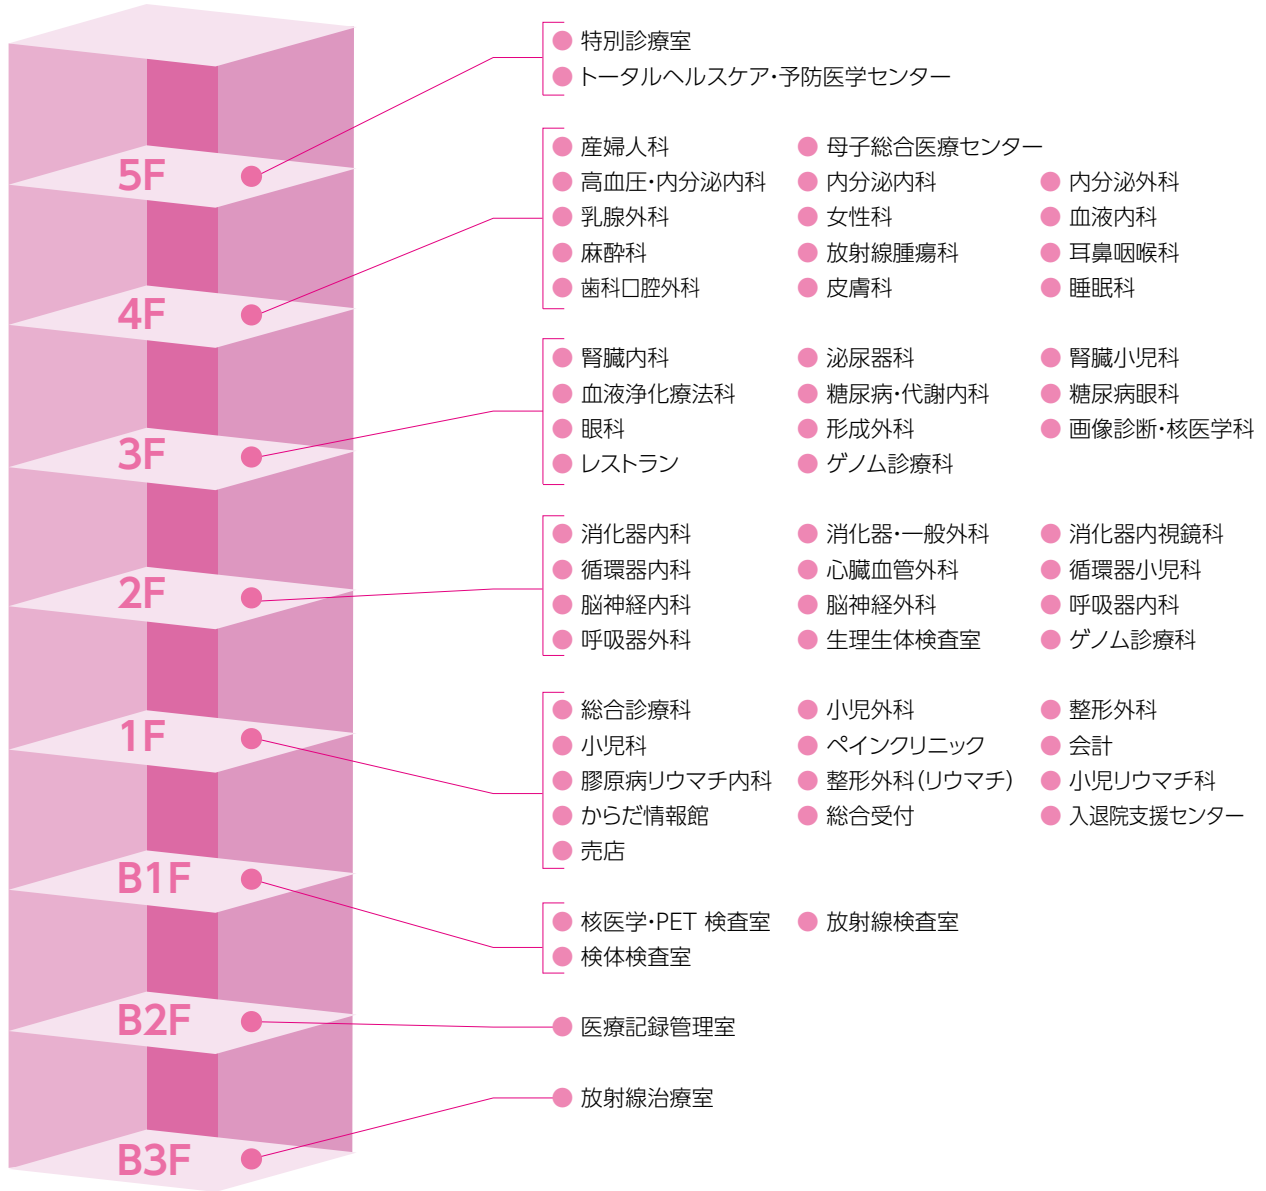 5F
特別診療室
トータルヘルスケア・予防医学センター
4F
産婦人科 母子総合医療センター
高血圧・内分泌内科 内分泌内科 内分泌外科
乳腺外科 女性科 血液内科
麻酔科 放射線腫瘍科 耳鼻咽喉科
歯科口腔外科 皮膚科 睡眠科
3F
腎臓内科 泌尿器科 腎臓小児科
血液浄化療法科 糖尿病・代謝内科 糖尿病眼科
眼科 形成外科 画像診断・核医学科
レストラン ゲノム診療科
2F
消化器内科 消化器・一般外科 消化器内視鏡科
循環器内科 心臓血管外科 循環器小児科
脳神経内科 脳神経外科 呼吸器内科
呼吸器外科 生理生体検査室 ゲノム診療科
1F
総合診療科 小児外科 整形外科
小児科 ペインクリニック 会計
膠原病リウマチ内科 整形外科（リウマチ） 小児リウマチ科
からだ情報館 総合受付 入退院支援センター
売店
B1F
核医学・PET 検査室 放射線検査室
検体検査室
B2F
医療記録管理室
B3F
放射線治療室